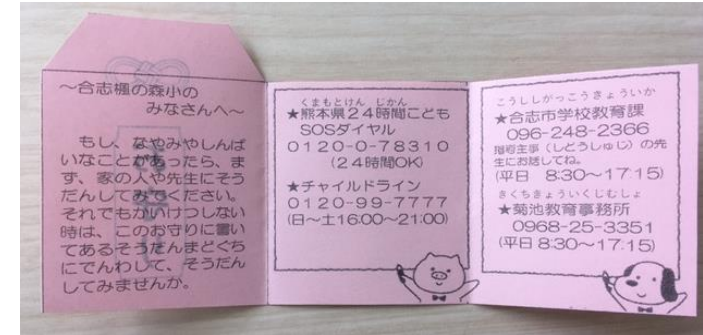 ～合志楓の森小の
みなさんへ～
もし、なやみやしんぱ
いなことがあったら、ま
ず、家の人や先生にそう
だんしてみてください。
それでもかいけつしない
時は、このお守りに書い
てあるそうだんまどぐち
にでんわして、そうだん
してみませんか。
くまもとけん じかん
★熊本県24時間こども
SOSダイヤル
0120-0-78310
(24時間OK)
★チャイルドライン
0120-99-7777
(日～土16:00～21:00)
こうししがっこうきょういくか
★合志市学校教育課
096-248-2366
指導主事(しどうしゅじ)の先
生にお話してね。
(平日 8:30～17:15)
きくちきょういくじむしょ
★菊池教育事務所
0968-25-3351
(平日 8:30～17:15)